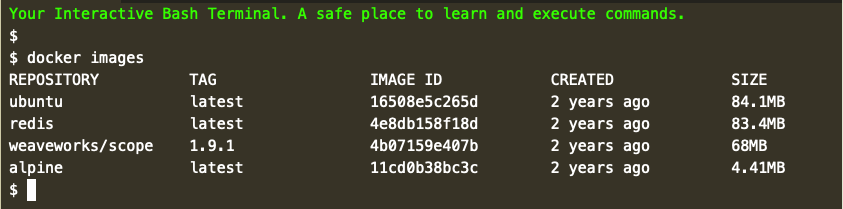 Your Interactive Bash Terminal. A safe place to learn and execute commands.
$
$ docker images
REPOSITORY TAG IMAGE ID CREATED SIZE
ubuntu latest 16508e5c265d 2 years ago 84.1MB
redis latest 4e8db158f18d 2 years ago 83.4MB
weaveworks/scope 1.9.1 4b07159e407b 2 years ago 68MB
alpine latest 11cd0b38bc3c 2 years ago 4.41MB
$